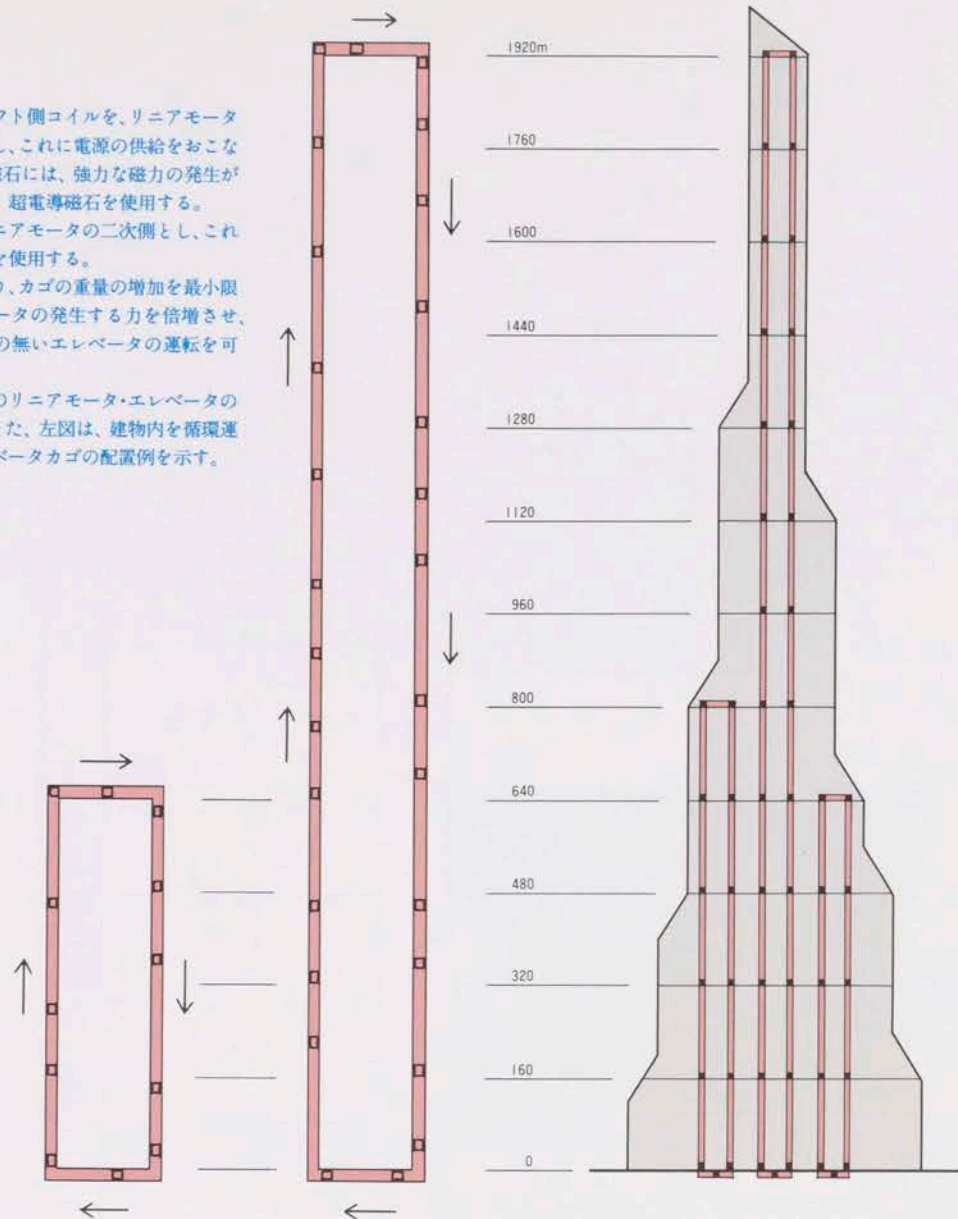 フト側コイルを、リニアモータ
し、これに電源の供給をおこな
磁石には、強力な磁力の発生が
、超電導磁石を使用する。
ニアモータの二次側とし、これ
を使用する。
り、カゴの重量の増加を最小限
ータの発生する力を倍増させ、
の無いエレベータの運転を可
のリニアモータ・エレベータの
た、左図は、建物内を循環運
ベータカゴの配置例を示す。
1920m
1760
1600
1440
1280
1120
960
800
640
480
320
160
0